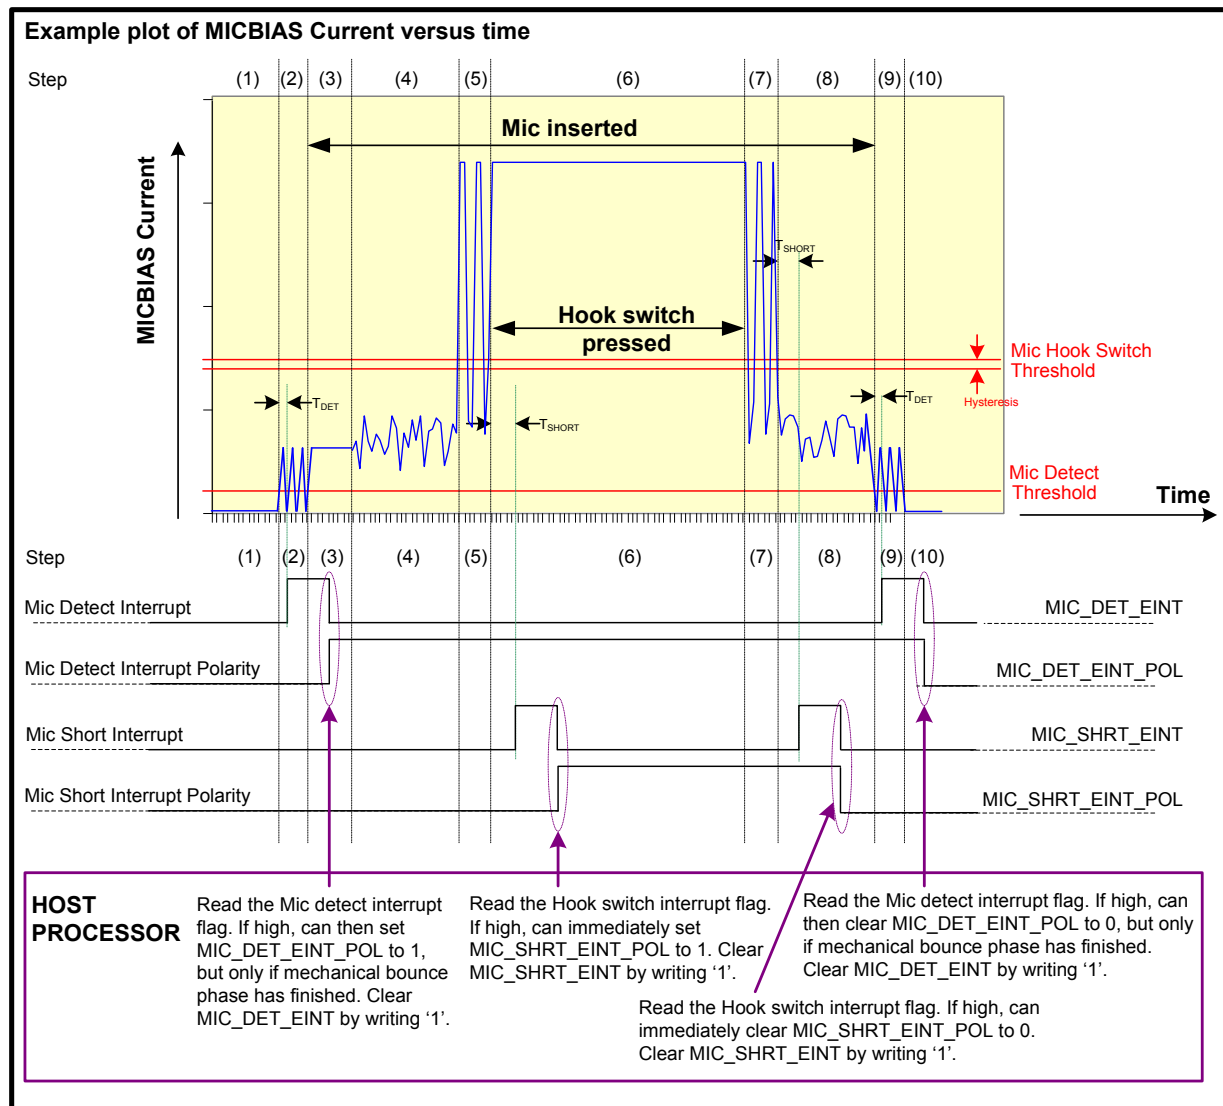 Example plot of MICBIAS Current versus time
Step
(1) (2) (3) (4) (5) (6) (7) (8) (9) (10)
Mic inserted
MICBIAS Current
TSHORT
Hook switch
pressed
Mic Hook Switch
Threshold
Hysteresis
TDET
TSHORT
TDET
Mic Detect
Threshold
Time
Step
(1) (2) (3) (4) (5) (6) (7) (8) (9) (10)
Mic Detect Interrupt
MIC_DET_EINT
Mic Detect Interrupt Polarity
MIC_DET_EINT_POL
Mic Short Interrupt
MIC_SHRT_EINT
Mic Short Interrupt Polarity
MIC_SHRT_EINT_POL
HOST
PROCESSOR
Read the Mic detect interrupt
flag. If high, can then set
MIC_DET_EINT_POL to 1,
but only if mechanical bounce
phase has finished. Clear
MIC_DET_EINT by writing ‘1’.
Read the Hook switch interrupt flag.
If high, can immediately set
MIC_SHRT_EINT_POL to 1. Clear
MIC_SHRT_EINT by writing ‘1’.
Read the Mic detect interrupt flag. If high, can
then clear MIC_DET_EINT_POL to 0, but only
if mechanical bounce phase has finished.
Clear MIC_DET_EINT by writing ‘1’.
Read the Hook switch interrupt flag. If high, can
immediately clear MIC_SHRT_EINT_POL to 0.
Clear MIC_SHRT_EINT by writing ‘1’.